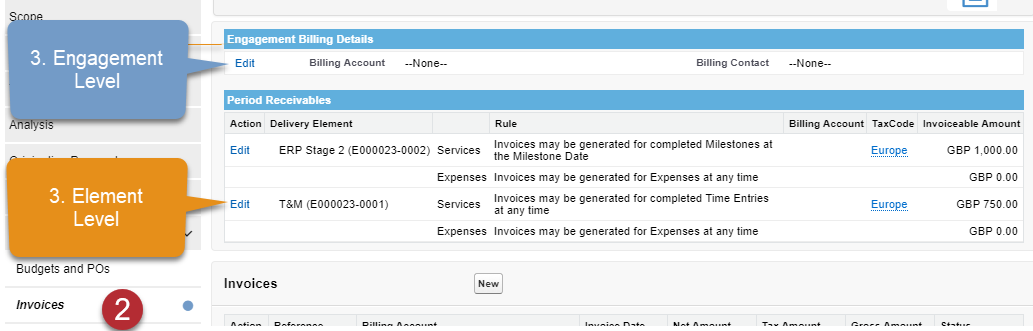 Scope
3. Engagement
Level
Analysis
3. Element
Level
Budgets and POs
Invoices
2
Engagement Billing Details
Edit Billing Account --None-- Billing Contact --None--
Period Receivables
Action Delivery Element Rule Billing Account TaxCode Invoiceable Amount
Edit ERP Stage 2 (E000023-0002) Services Invoices may be generated for completed Milestones at
the Milestone Date Europe GBP 1,000.00
Expenses Invoices may be generated for Expenses at any time GBP 0.00
Edit T&M (E000023-0001) Services Invoices may be generated for completed Time Entries
at any time Europe GBP 750.00
Expenses Invoices may be generated for Expenses at any time GBP 0.00
Invoices New
Action Reference Billing Account Invoice Date Net Amount Tax Amount Gross Amount Status